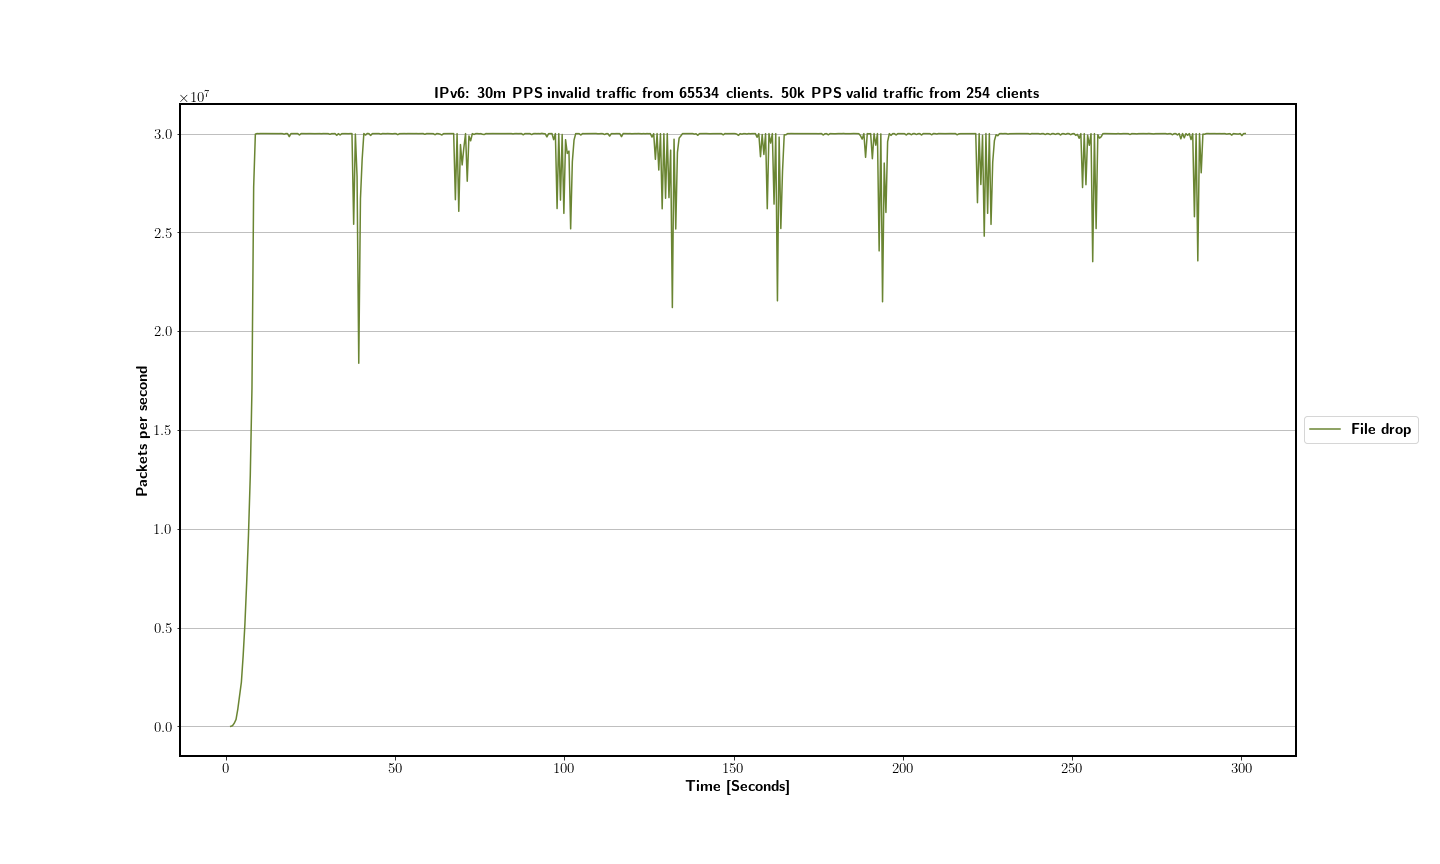 IPv6: 30m PPS invalid traffic from 65534 clients. 50k PPS valid traffic from 254 clients
×10⁷
3.0
2.5
2.0
1.5
1.0
0.5
0.0
Packets per second
0 50 100 150 200 250 300
Time [Seconds]
File drop